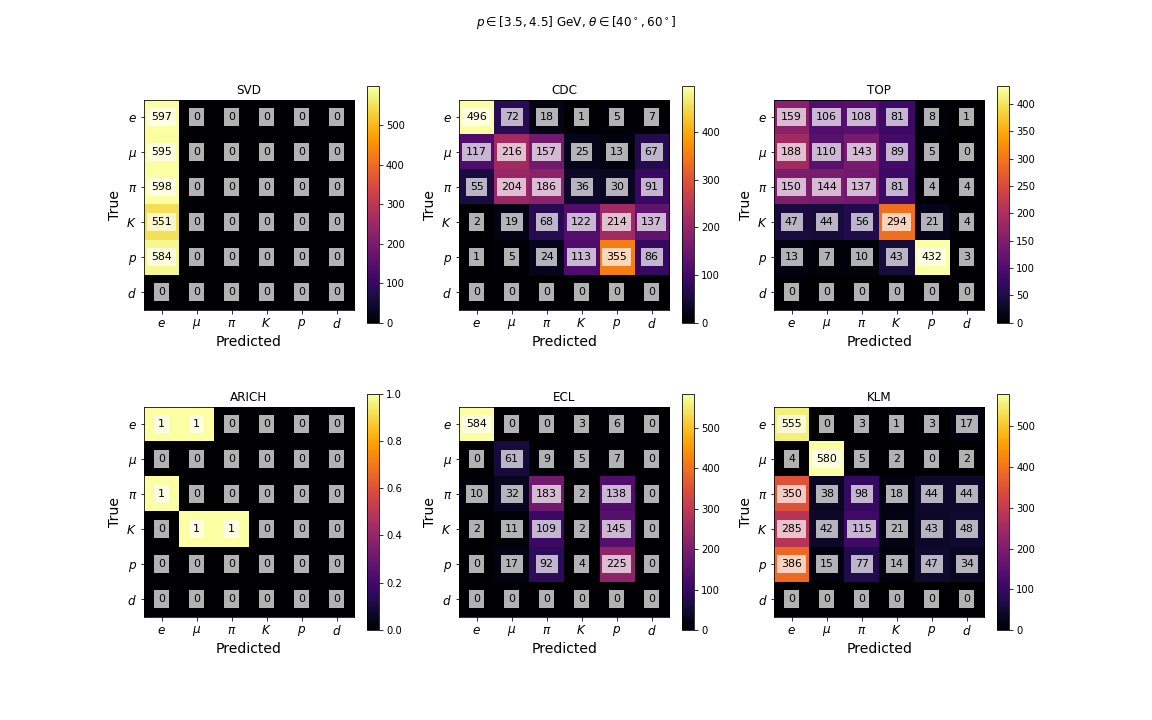 p ∈ [3.5, 4.5] GeV, θ ∈ [40°, 60°]
SVD
True
e 597 0 0 0 0 0
μ 595 0 0 0 0 0
π 598 0 0 0 0 0
K 551 0 0 0 0 0
p 584 0 0 0 0 0
d 0 0 0 0 0 0
e μ π K p d
Predicted
500
400
300
200
100
0
CDC
True
e 496 72 18 1 5 7
μ 117 216 157 25 13 67
π 55 204 186 36 30 91
K 2 19 68 122 214 137
p 1 5 24 113 355 86
d 0 0 0 0 0 0
e μ π K p d
Predicted
400
300
200
100
0
TOP
True
e 159 106 108 81 8 1
μ 188 110 143 89 5 0
π 150 144 137 81 4 4
K 47 44 56 294 21 4
p 13 7 10 43 432 3
d 0 0 0 0 0 0
e μ π K p d
Predicted
400
350
300
250
200
150
100
50
0
ARICH
True
e 1 1 0 0 0 0
μ 0 0 0 0 0 0
π 1 0 0 0 0 0
K 0 1 1 0 0 0
p 0 0 0 0 0 0
d 0 0 0 0 0 0
e μ π K p d
Predicted
1.0
0.8
0.6
0.4
0.2
0.0
ECL
True
e 584 0 0 3 6 0
μ 0 61 9 5 7 0
π 10 32 183 2 138 0
K 2 11 109 2 145 0
p 0 17 92 4 225 0
d 0 0 0 0 0 0
e μ π K p d
Predicted
500
400
300
200
100
0
KLM
True
e 555 0 3 1 3 17
μ 4 580 5 2 0 2
π 350 38 98 18 44 44
K 285 42 115 21 43 48
p 386 15 77 14 47 34
d 0 0 0 0 0 0
e μ π K p d
Predicted
500
400
300
200
100
0